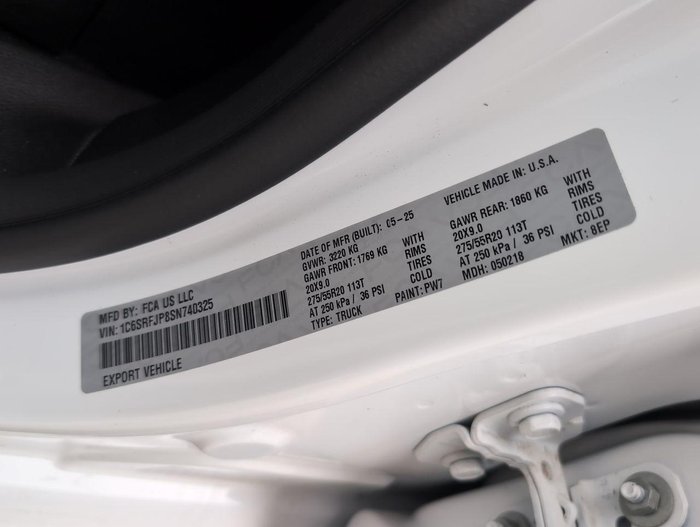 MFD BY: FCA US LLC
VIN: 1C6SRFJP8SN740325
EXPORT VEHICLE
DATE OF MFR (BUILT): 05-25
GVWR: 3220 KG
GAWR FRONT: 1769 KG WITH
20X9.0 RIMS
275/55R20 113T TIRES
AT 250 kPa / 36 PSI COLD
TYPE: TRUCK PAINT: PW7
VEHICLE MADE IN: U.S.A.
GAWR REAR: 1860 KG WITH
20X9.0 RIMS
275/55R20 113T TIRES
AT 250 kPa / 36 PSI COLD
MDH: 050218 MKT: 8EP